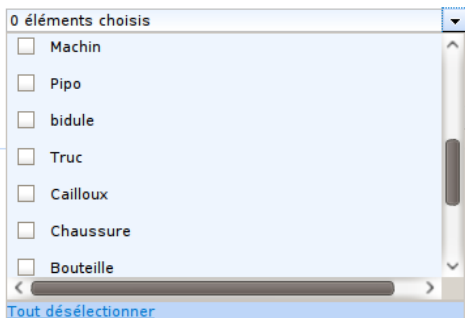 0 éléments choisis
Machin
Pipo
bidule
Truc
Cailloux
Chaussure
Bouteille
Tout désélectionner